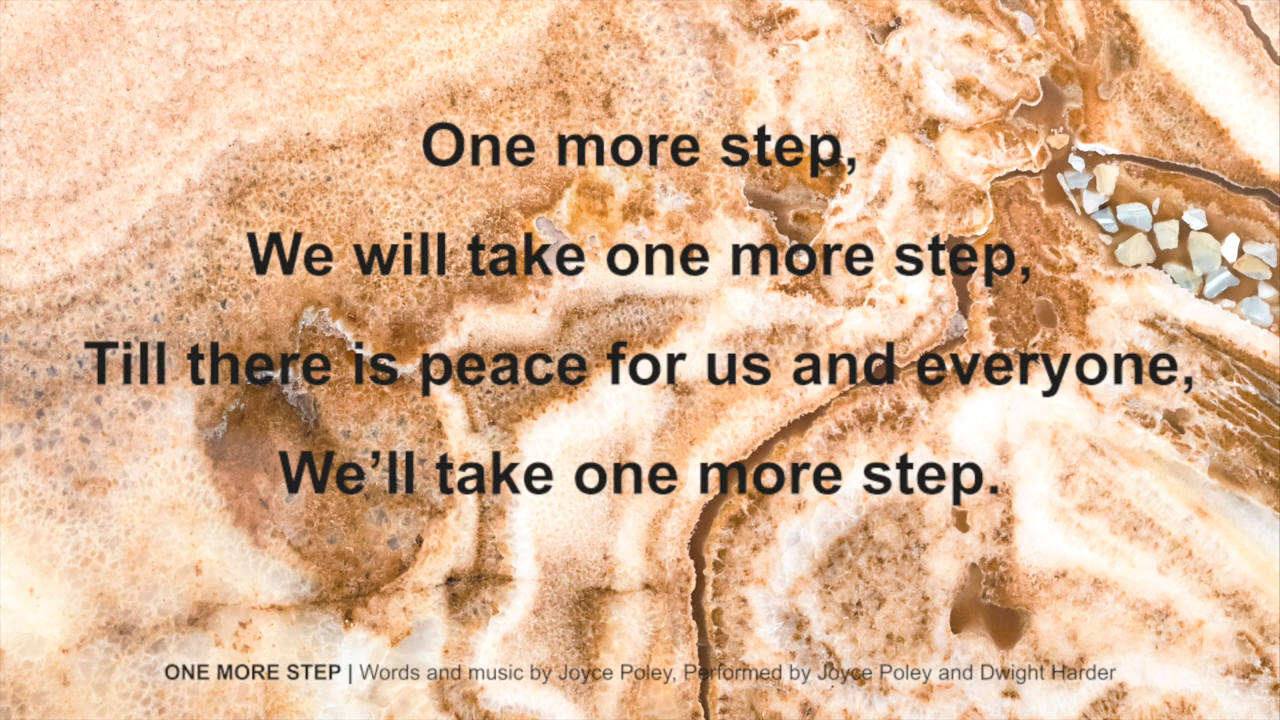 One more step,
We will take one more step,
Till there is peace for us and everyone,
We’ll take one more step.
ONE MORE STEP | Words and music by Joyce Poley, Performed by Joyce Poley and Dwight Harder